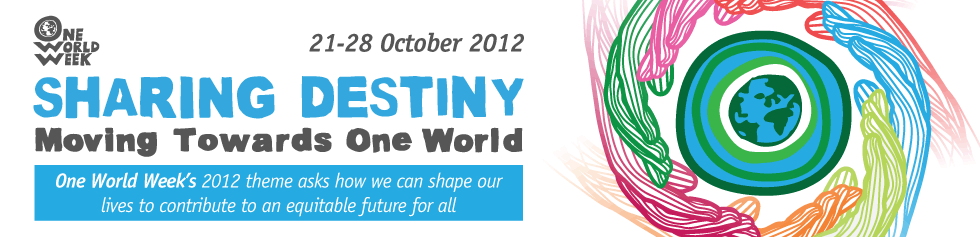 ONE
WORLD
WEEK
21-28 October 2012
SHARING DESTINY
Moving Towards One World
One World Week's 2012 theme asks how we can shape our
lives to contribute to an equitable future for all